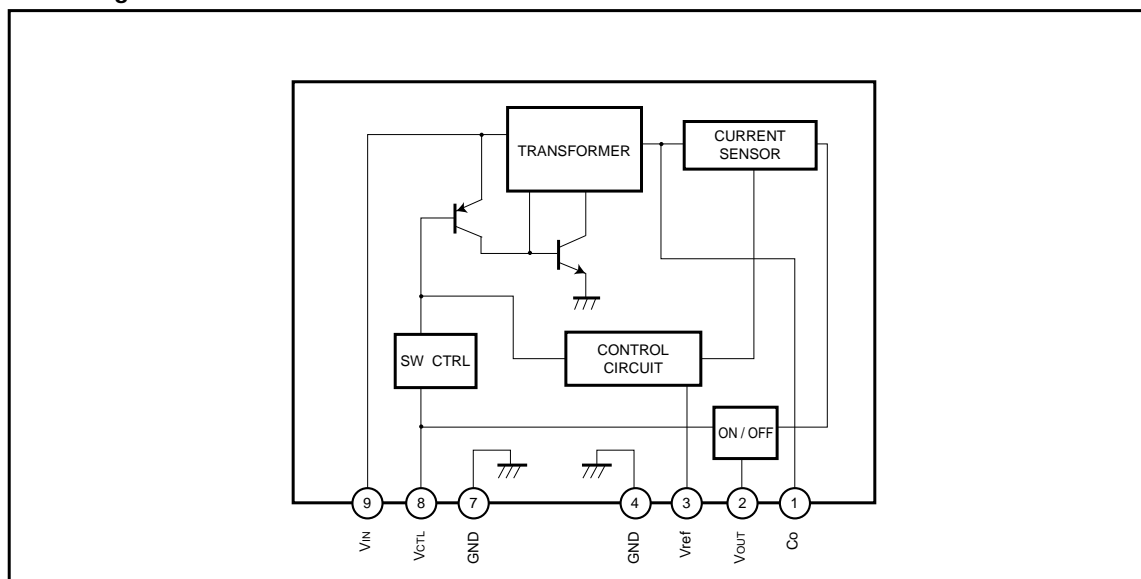 TRANSFORMER
CURRENT
SENSOR
SW CTRL
CONTROL
CIRCUIT
ON / OFF
9
8
7
4
3
2
1
VIN
VCTL
GND
GND
Vref
VOUT
Co